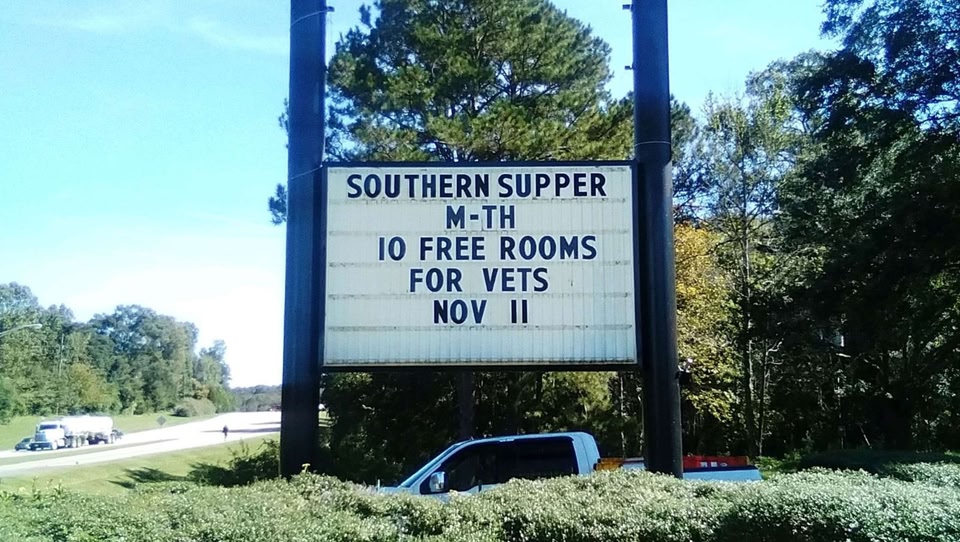 SOUTHERN SUPPER
M-TH
10 FREE ROOMS
FOR VETS
NOV 11